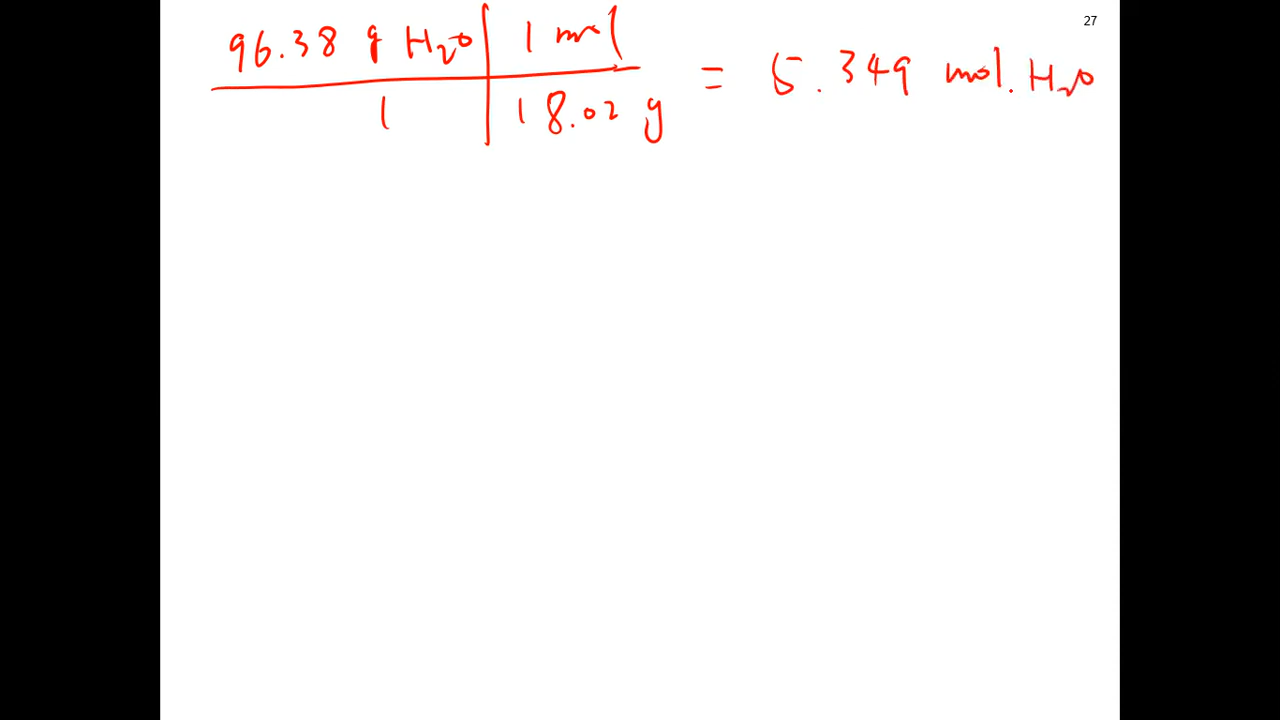 27
96.38 g H₂O | 1 mol
1 | 18.02 g = 5.349 mol. H₂O